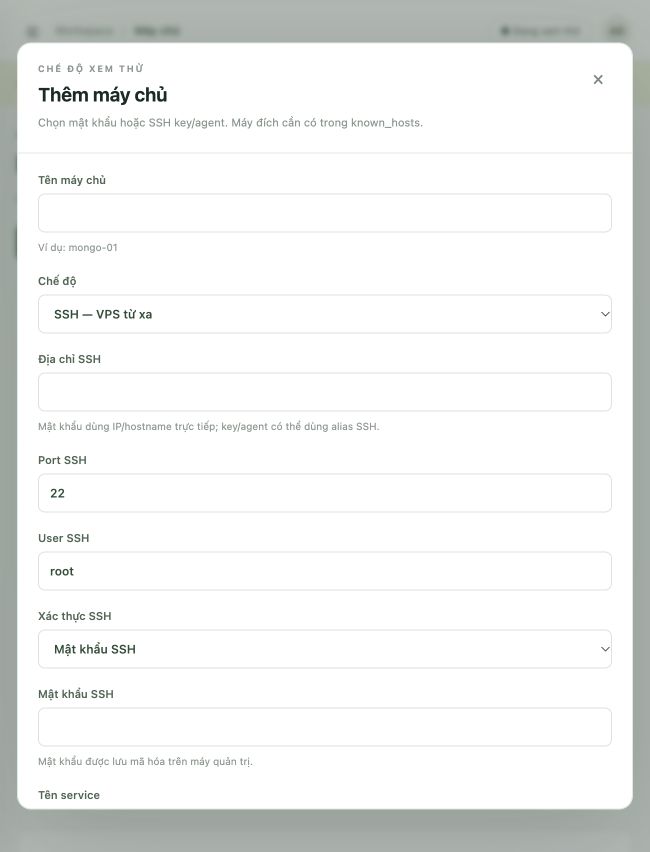 Workspace
Máy chủ
CHẾ ĐỘ XEM THỬ
Thêm máy chủ
Chọn mật khẩu hoặc SSH key/agent. Máy đích cần có trong known_hosts.
Tên máy chủ
Ví dụ: mongo-01
Chế độ
SSH — VPS từ xa
Địa chỉ SSH
Mật khẩu dùng IP/hostname trực tiếp; key/agent có thể dùng alias SSH.
Port SSH
22
User SSH
root
Xác thực SSH
Mật khẩu SSH
Mật khẩu SSH
Mật khẩu được lưu mã hóa trên máy quản trị.
Tên service